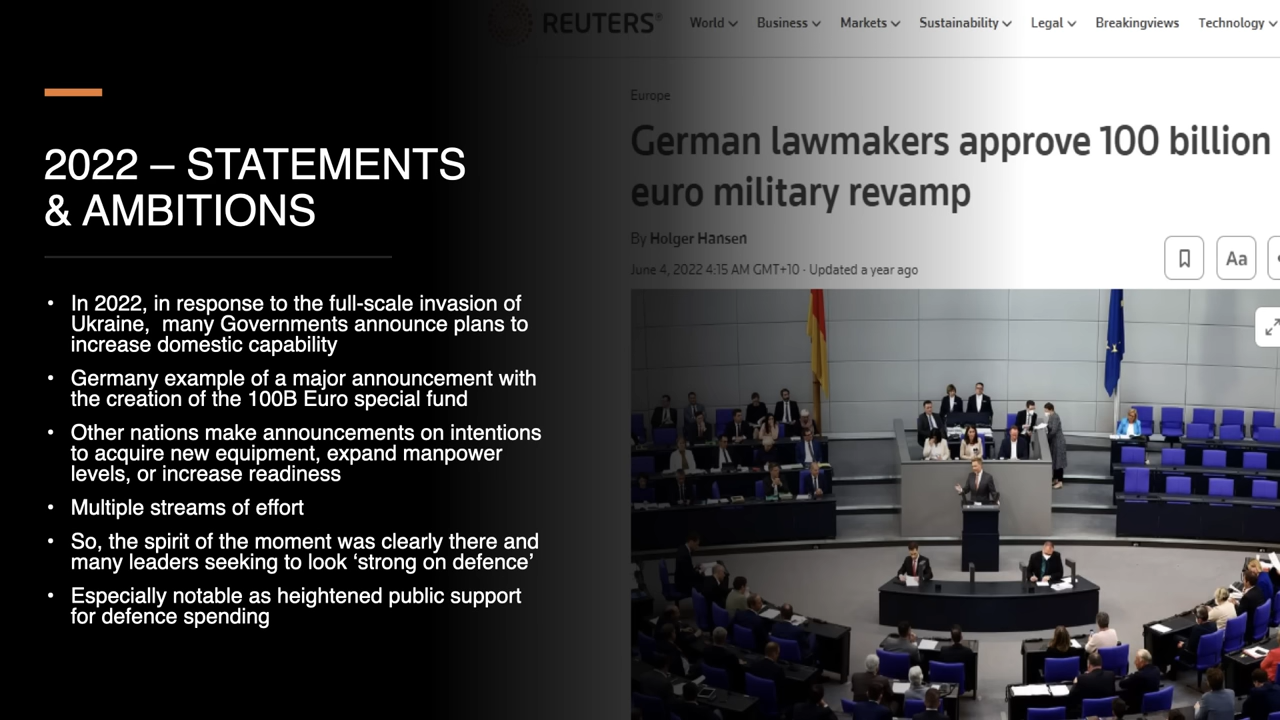 REUTERS®
World Business Markets Sustainability Legal Breakingviews Technology
2022 – STATEMENTS
& AMBITIONS
• In 2022, in response to the full-scale invasion of
Ukraine,  many Governments announce plans to
increase domestic capability
• Germany example of a major announcement with
the creation of the 100B Euro special fund
• Other nations make announcements on intentions
to acquire new equipment, expand manpower
levels, or increase readiness
• Multiple streams of effort
• So, the spirit of the moment was clearly there and
many leaders seeking to look ‘strong on defence’
• Especially notable as heightened public support
for defence spending
Europe
German lawmakers approve 100 billion
euro military revamp
By Holger Hansen
June 4, 2022 4:15 AM GMT+10 · Updated a year ago
Aa